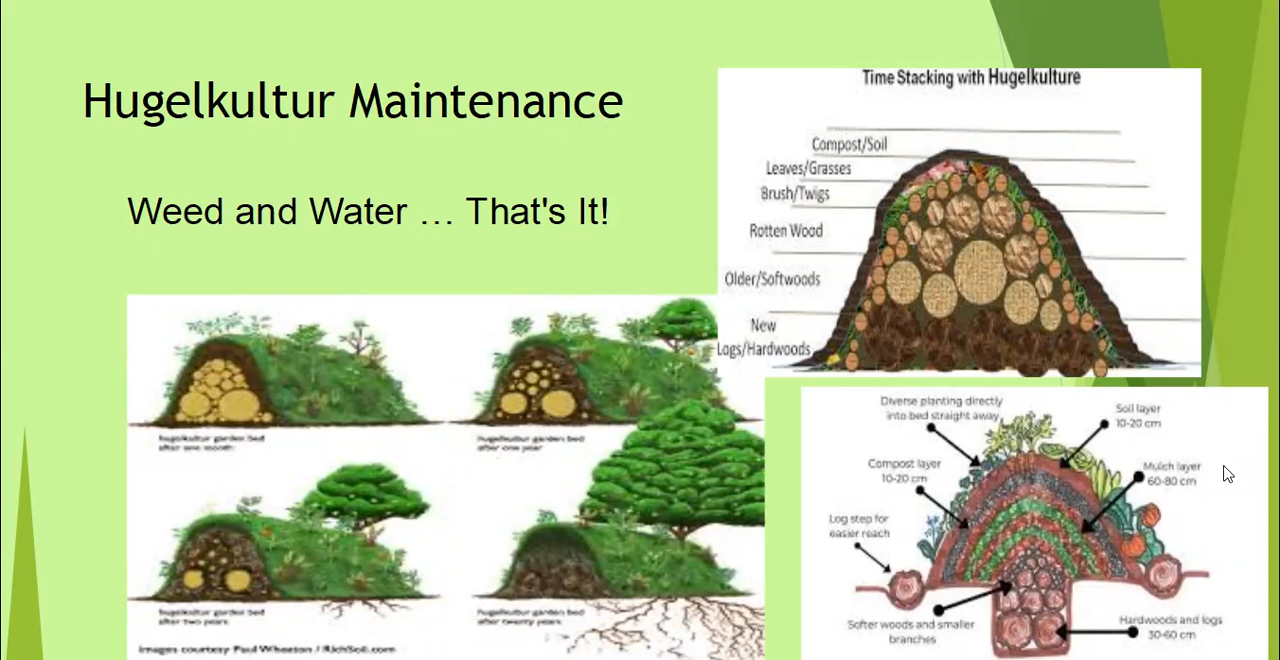 Hugelkultur Maintenance
Weed and Water … That's It!
Time Stacking with Hugelkulture
Compost/Soil
Leaves/Grasses
Brush/Twigs
Rotten Wood
Older/Softwoods
New
Logs/Hardwoods
hugelkultur garden bed
after one month
hugelkultur garden bed
after one year
hugelkultur garden bed
after two years
hugelkultur garden bed
after twenty years
images courtesy Paul Wheaton / RichSoil.com
Diverse planting directly
into bed straight away
Soil layer
10-20 cm
Compost layer
10-20 cm
Mulch layer
60-80 cm
Log step for
easier reach
Softer woods and smaller
branches
Hardwoods and logs
30-60 cm